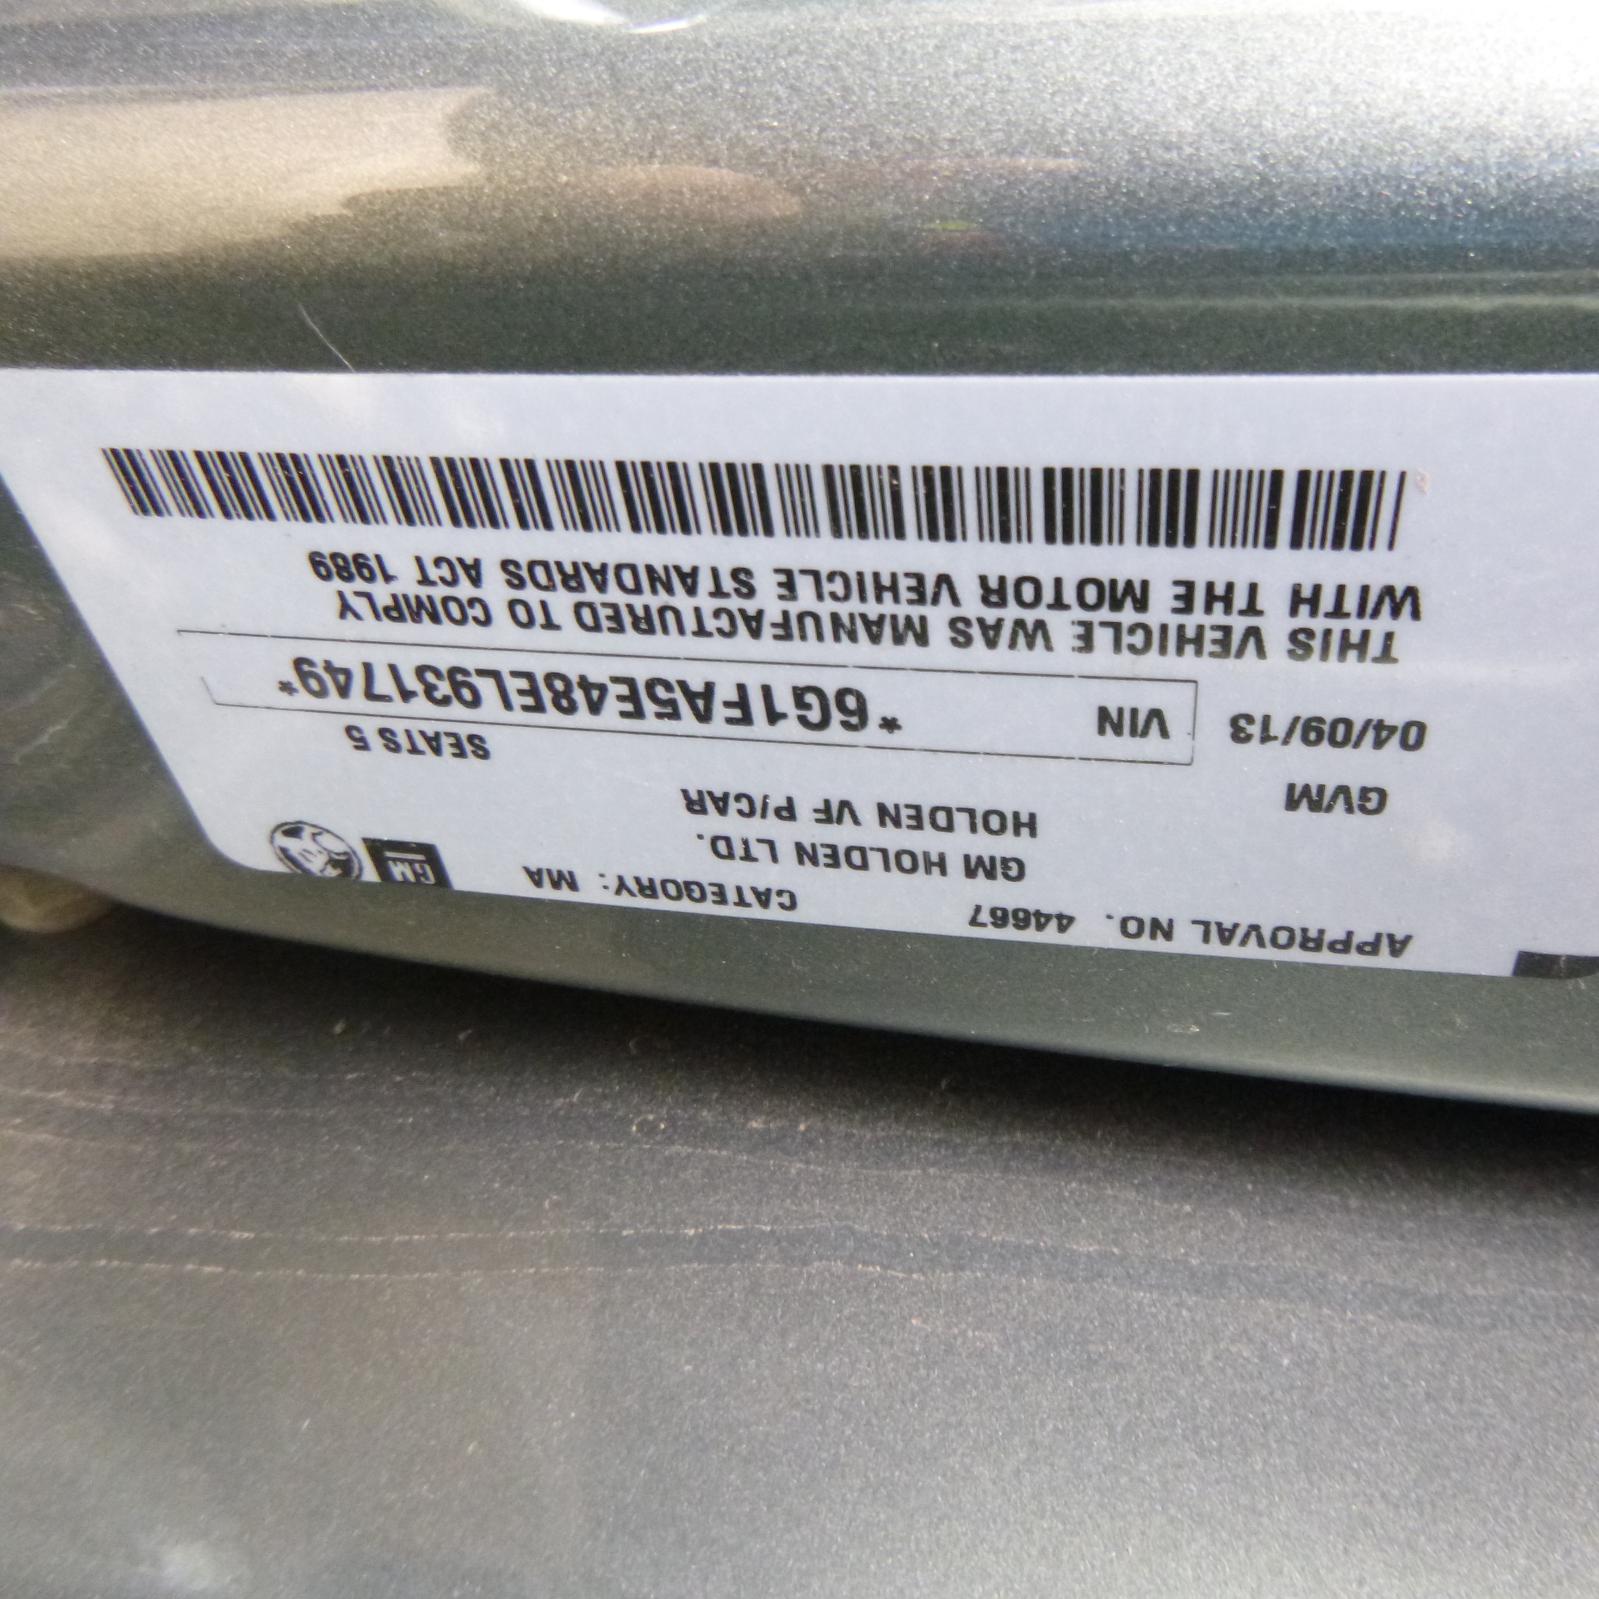 APPROVAL NO. 44667 CATEGORY: MA
GM HOLDEN LTD. GM
HOLDEN VF P/CAR
GVM SEATS 5
04/09/13 VIN *6G1FA5E48EL931749*
THIS VEHICLE WAS MANUFACTURED TO COMPLY
WITH THE MOTOR VEHICLE STANDARDS ACT 1989